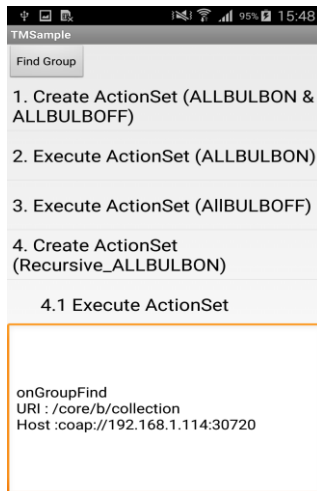 95% 15:48
TMSample
Find Group
1. Create ActionSet (ALLBULBON &
ALLBULBOFF)
2. Execute ActionSet (ALLBULBON)
3. Execute ActionSet (AllBULBOFF)
4. Create ActionSet
(Recursive_ALLBULBON)
4.1 Execute ActionSet
onGroupFind
URI : /core/b/collection
Host :coap://192.168.1.114:30720